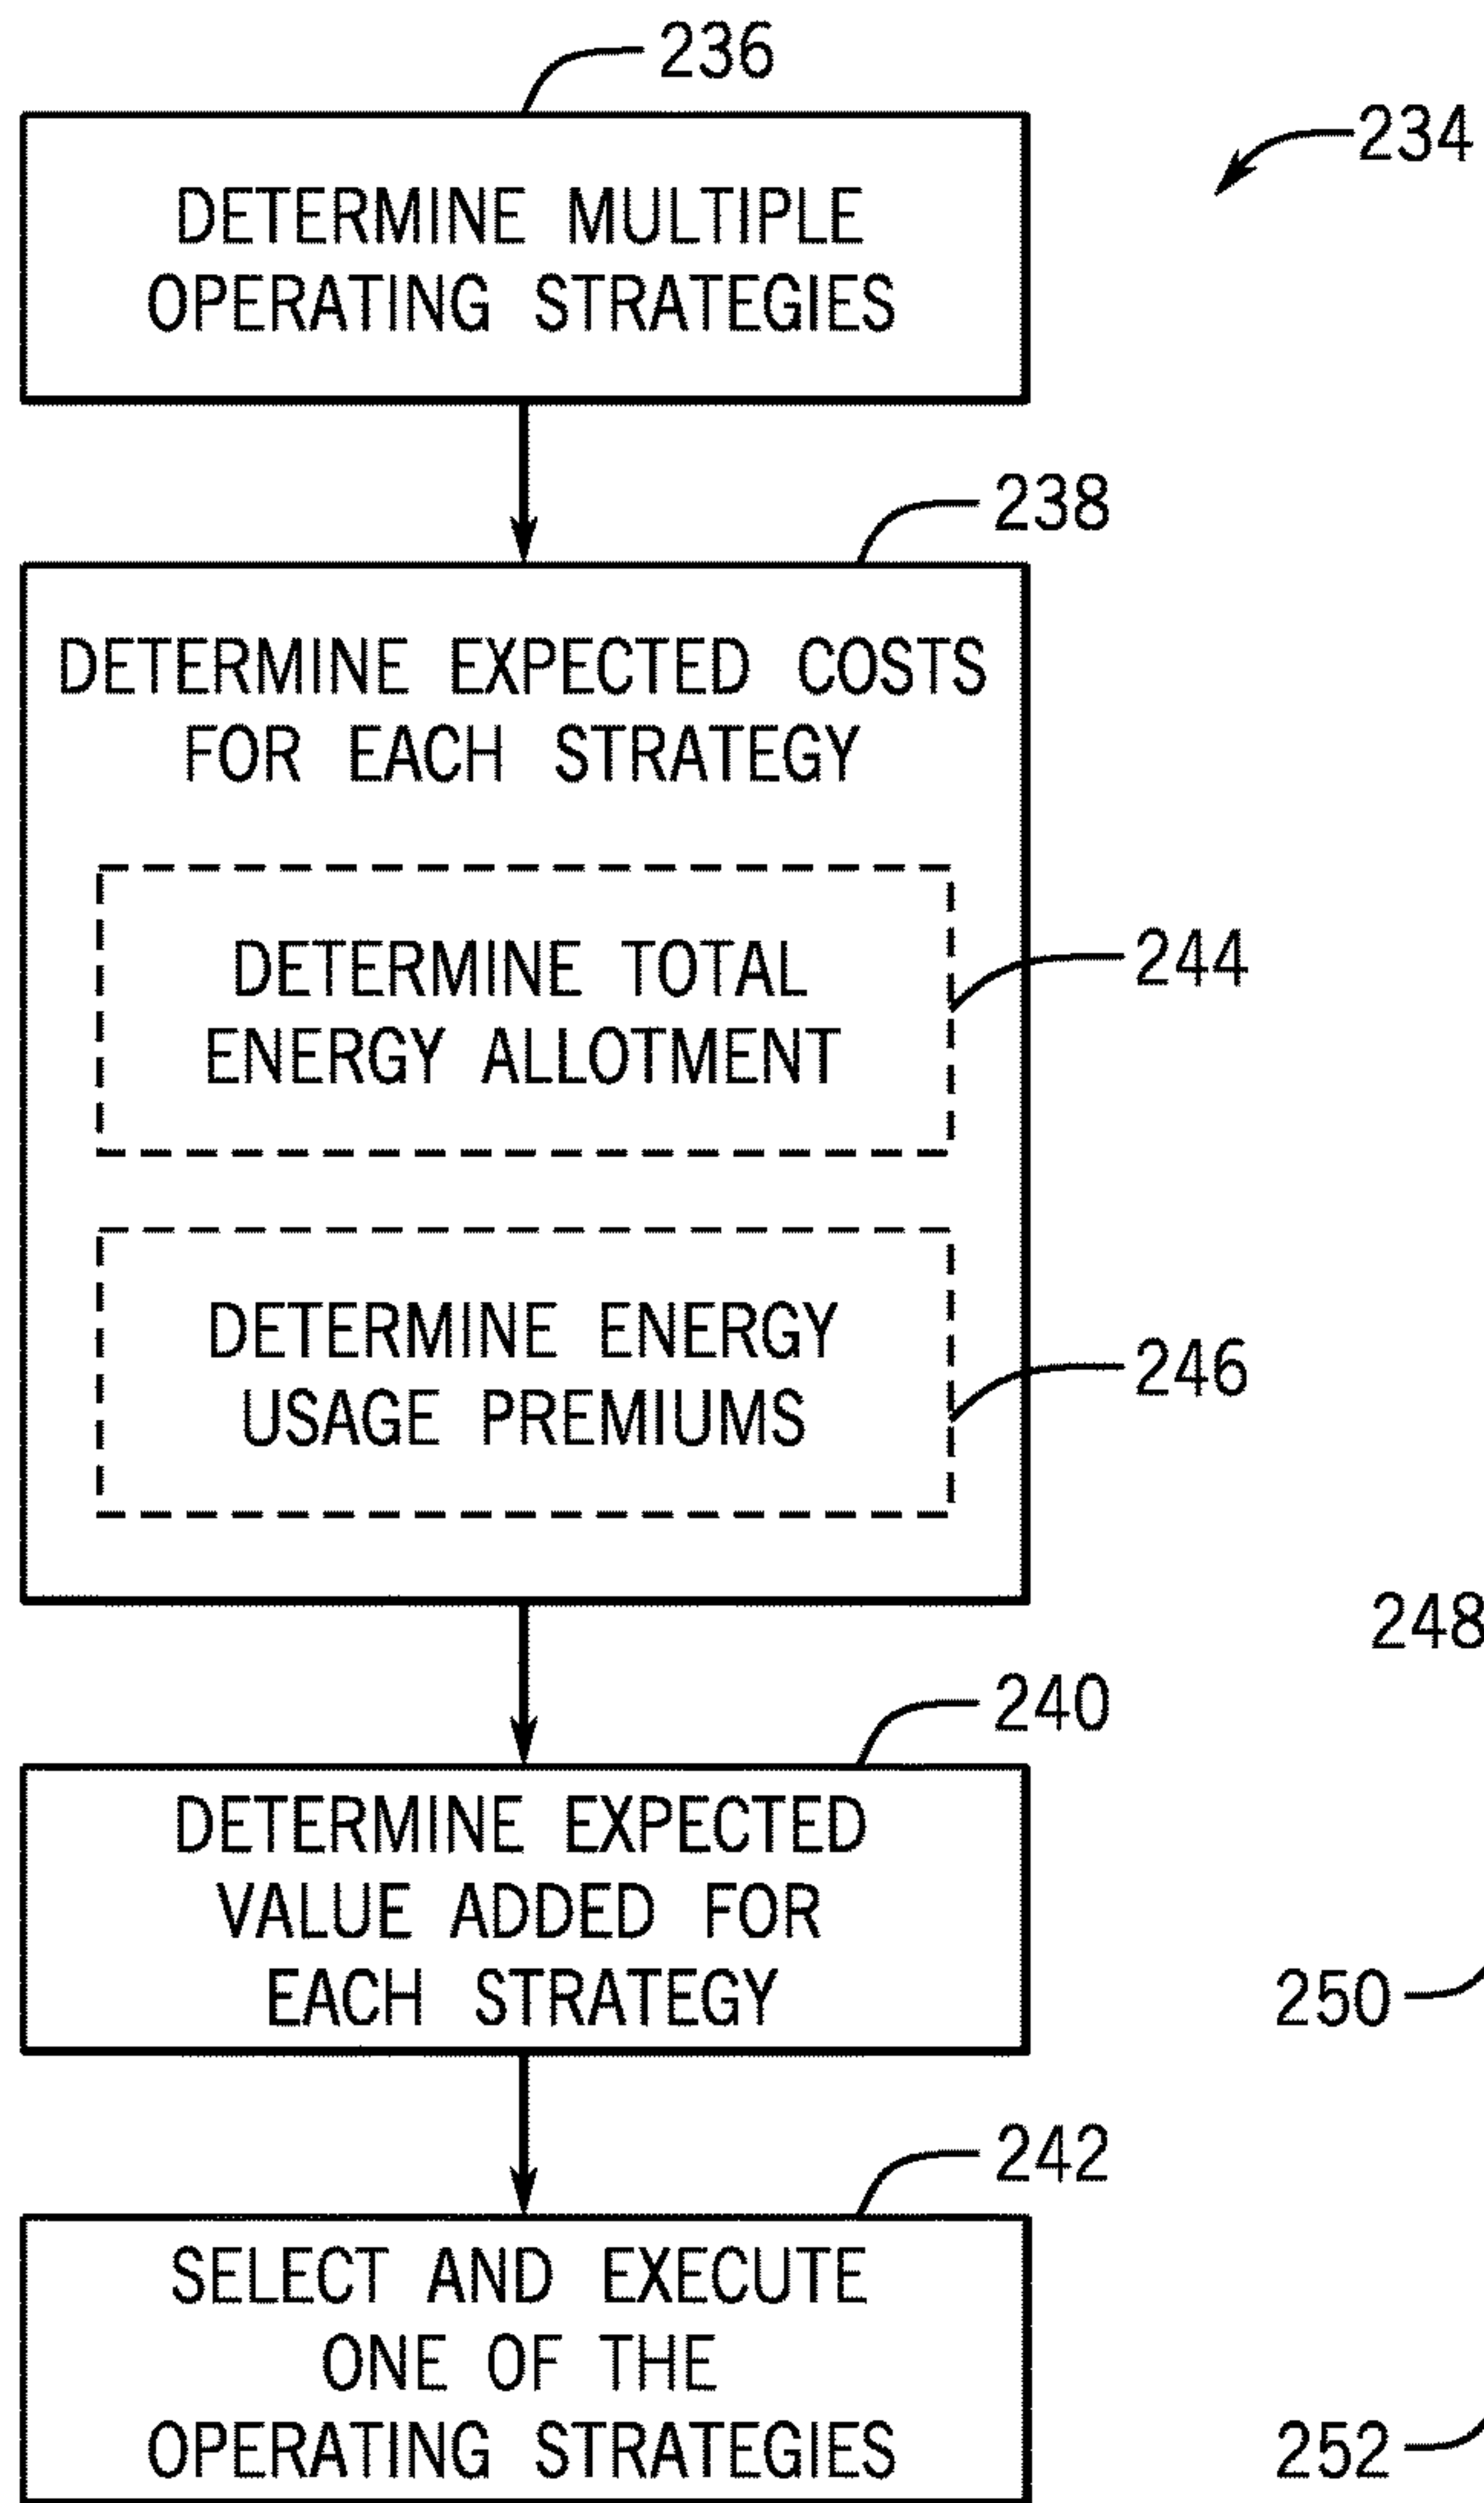 236
234
DETERMINE MULTIPLE
OPERATING STRATEGIES
238
DETERMINE EXPECTED COSTS
FOR EACH STRATEGY
DETERMINE TOTAL
ENERGY ALLOTMENT
244
DETERMINE ENERGY
USAGE PREMIUMS
246
248
240
DETERMINE EXPECTED
VALUE ADDED FOR
EACH STRATEGY
250
242
SELECT AND EXECUTE
ONE OF THE
OPERATING STRATEGIES
252